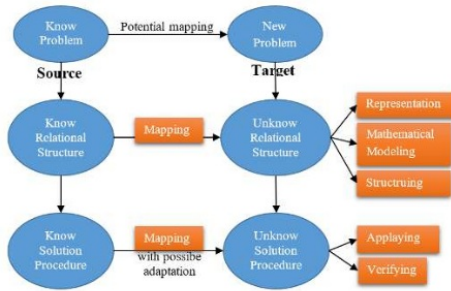 Know
Problem
Potential mapping
New
Problem
Source
Target
Know
Relational
Structure
Mapping
Unknow
Relational
Structure
Representation
Mathematical
Modeling
Structruing
Know
Solution
Procedure
Mapping
with possibe
adaptation
Unknow
Solution
Procedure
Applaying
Verifying